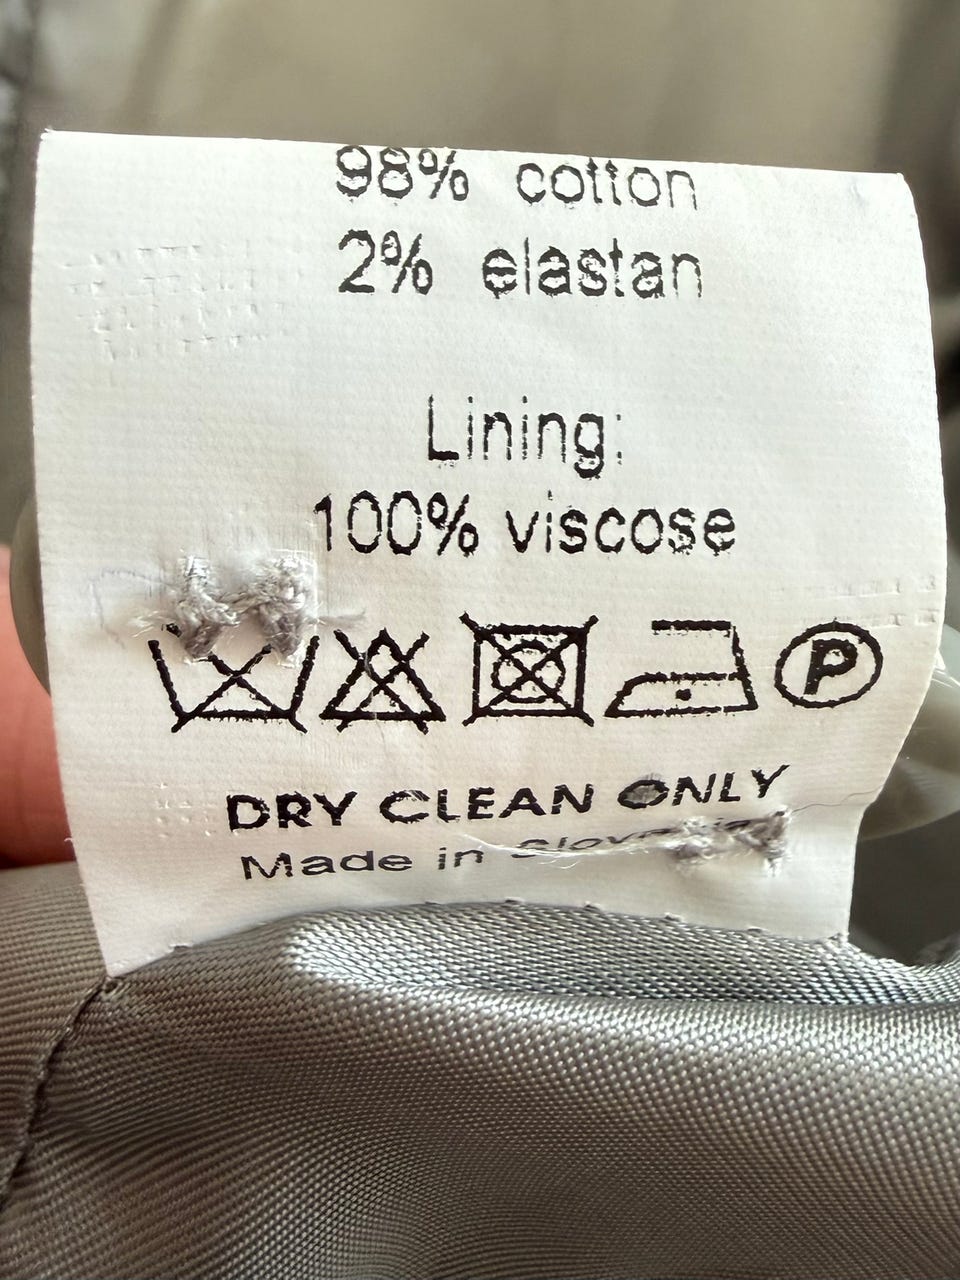 98% cotton
2% elastan
Lining:
100% viscose
P
DRY CLEAN ONLY
Made in